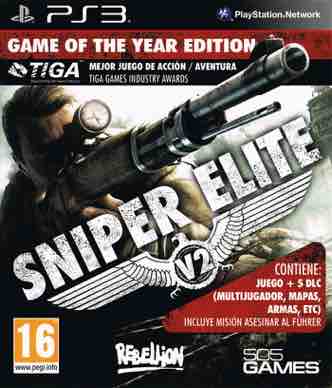 PS3
PlayStation®Network
GAME OF THE YEAR EDITION
TIGA
MEJOR JUEGO DE ACCIÓN / AVENTURA
TIGA GAMES INDUSTRY AWARDS
SNIPER ELITE
V2
CONTIENE:
JUEGO + 5 DLC
(MULTIJUGADOR, MAPAS,
ARMAS, ETC)
INCLUYE MISIÓN ASESINAR AL FÜHRER
16
www.pegi.info
REBELLION
505
GAMES